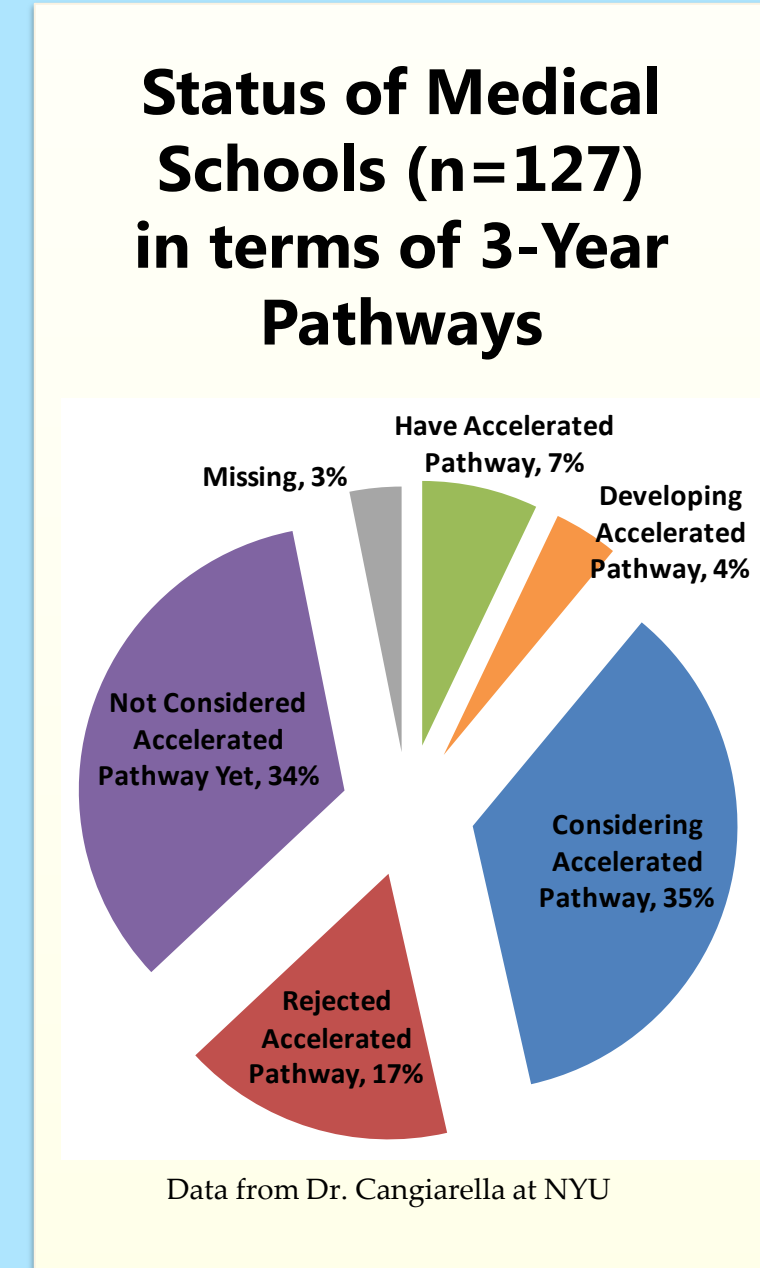 Status of Medical
Schools (n=127)
in terms of 3-Year
Pathways
Have Accelerated
Pathway, 7%
Missing, 3%
Developing
Accelerated
Pathway, 4%
Not Considered
Accelerated
Pathway Yet, 34%
Considering
Accelerated
Pathway, 35%
Rejected
Accelerated
Pathway, 17%
Data from Dr. Cangiarella at NYU